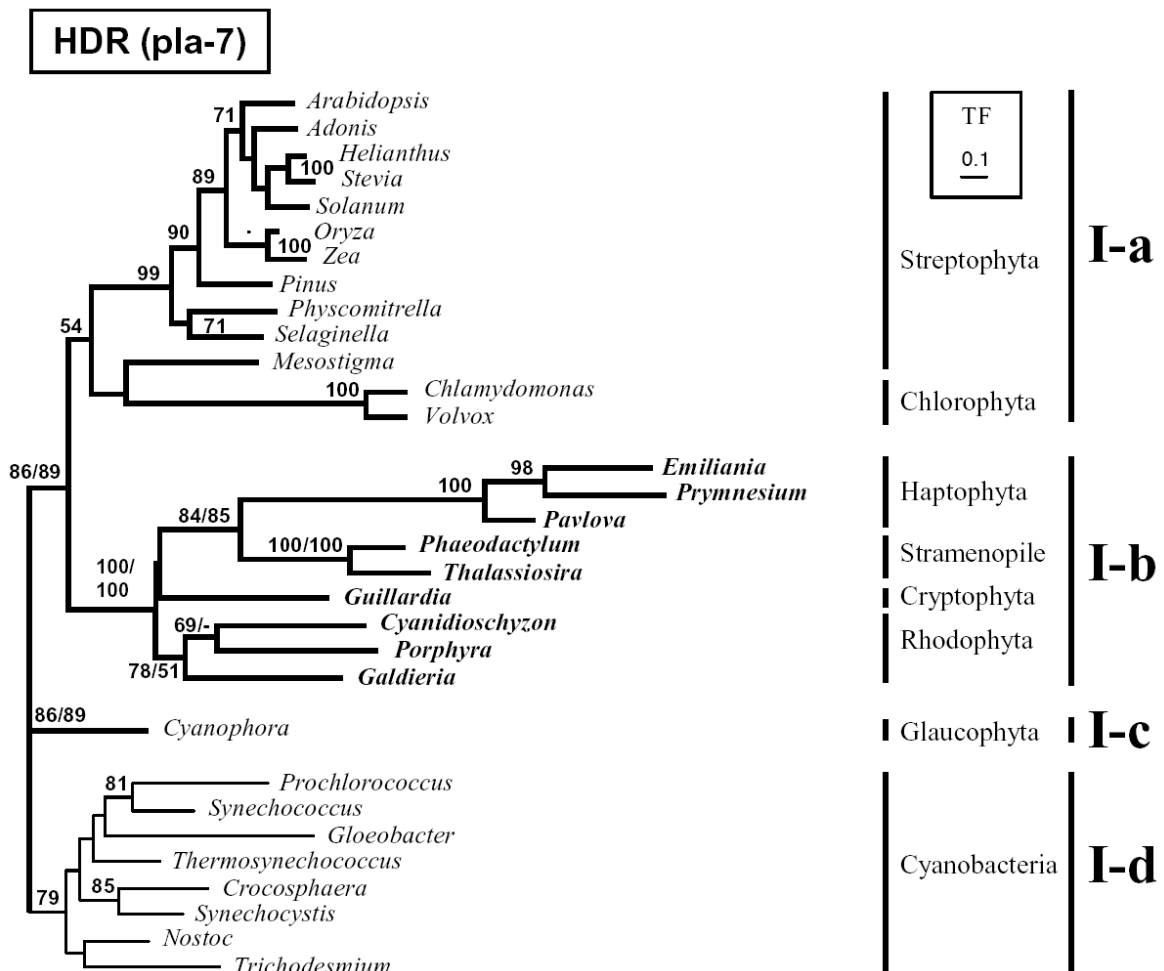 HDR (pla-7)
71
Arabidopsis
TF
Adonis
Helianthus
0.1
100
Stevia
89
Solanum
Oryza
90
100
Zea
Streptophyta
I-a
99
Pinus
Physcomitrella
54
71
Selaginella
Mesostigma
100
Chlamydomonas
Chlorophyta
Volvox
86/89
98
Emiliania
100
Prymnesium
Haptophyta
84/85
Pavlova
100/100
Phaeodactylum
Stramenopile
I-b
100/
100
Thalassiosira
Guillardia
Cryptophyta
69/-
Cyanidioschyzon
Rhodophyta
Porphyra
78/51
Galdieria
86/89
Cyanophora
Glaucophyta
I-c
81
Prochlorococcus
Synechococcus
Gloeobacter
Thermosynechococcus
Cyanobacteria
I-d
79
85
Crocosphaera
Synechocystis
Nostoc
Trichodesmium